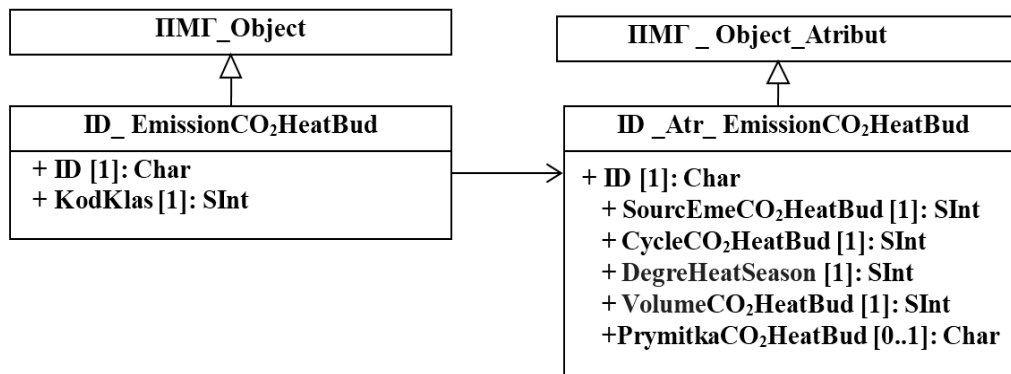 ПМГ_Object
ПМГ _ Object_Atribut
ID_ EmissionCO₂HeatBud
+ ID [1]: Char
+ KodKlas [1]: SInt
ID _Atr_ EmissionCO₂HeatBud
+ ID [1]: Char
+ SourcEmeCO₂HeatBud [1]: SInt
+ CycleCO₂HeatBud [1]: SInt
+ DegreHeatSeason [1]: SInt
+ VolumeCO₂HeatBud [1]: SInt
+PrymitkaCO₂HeatBud [0..1]: Char